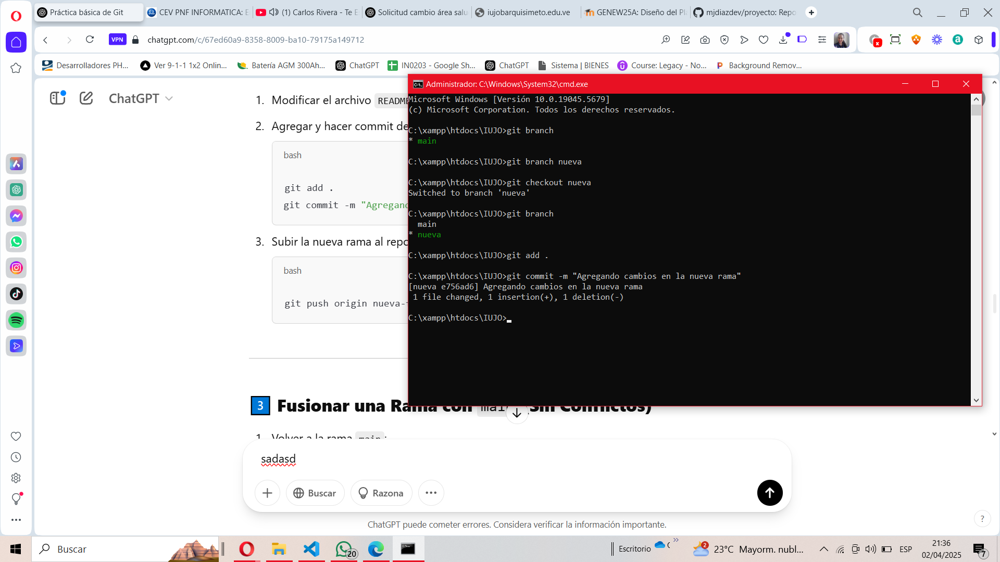 Práctica básica de Git
CEV PNF INFORMATICA: E
(1) Carlos Rivera - Te E
Solicitud cambio área salu
iujobarquisimeto.edu.ve
GENEW25A: Diseño del Pl
mjdiazdev/proyecto: Repo
VPN
chatgpt.com/c/67ed60a9-8358-8009-ba10-79175a149712
Desarrolladores PH...
Ver 9-1-1 1x2 Onlin...
Batería AGM 300Ah...
ChatGPT
IN0203 - Google Sh...
ChatGPT
Sistema | BIENES
Course: Legacy - No...
Background Remov...
ChatGPT
1. Modificar el archivo README
2. Agregar y hacer commit de
bash
git add .
git commit -m "Agregand
3. Subir la nueva rama al repo
bash
git push origin nueva-
3 Fusionar una Rama con main (Sin Conflictos)
1. Volver a la rama main:
Administrador: C:\Windows\System32\cmd.exe
Microsoft Windows [Versión 10.0.19045.5679]
(c) Microsoft Corporation. Todos los derechos reservados.
C:\xampp\htdocs\IUJO>git branch
* main
C:\xampp\htdocs\IUJO>git branch nueva
C:\xampp\htdocs\IUJO>git checkout nueva
Switched to branch 'nueva'
C:\xampp\htdocs\IUJO>git branch
main
* nueva
C:\xampp\htdocs\IUJO>git add .
C:\xampp\htdocs\IUJO>git commit -m "Agregando cambios en la nueva rama"
[nueva e756ad6] Agregando cambios en la nueva rama
1 file changed, 1 insertion(+), 1 deletion(-)
C:\xampp\htdocs\IUJO>
sadasd
Buscar
Razona
ChatGPT puede cometer errores. Considera verificar la información importante.
?
Buscar
20
Escritorio
2
23°C Mayorm. nubl...
ESP
21:36
02/04/2025
7